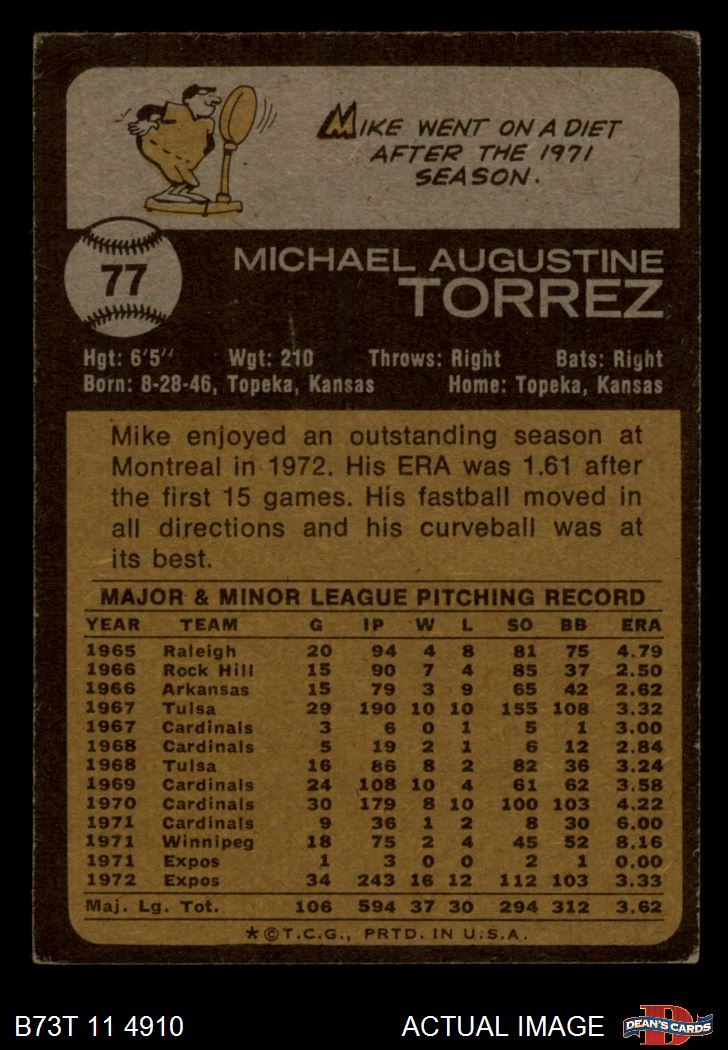 MIKE WENT ON A DIET
AFTER THE 1971
SEASON.
77
MICHAEL AUGUSTINE
TORREZ
Hgt: 6'5" Wgt: 210 Throws: Right Bats: Right
Born: 8-28-46, Topeka, Kansas Home: Topeka, Kansas
Mike enjoyed an outstanding season at
Montreal in 1972. His ERA was 1.61 after
the first 15 games. His fastball moved in
all directions and his curveball was at
its best.
MAJOR & MINOR LEAGUE PITCHING RECORD
YEAR TEAM G IP W L SO BB ERA
1965 Raleigh 20 94 4 8 81 75 4.79
1966 Rock Hill 15 90 7 4 85 37 2.50
1966 Arkansas 15 79 3 9 65 42 2.62
1967 Tulsa 29 190 10 10 155 108 3.32
1967 Cardinals 3 6 0 1 5 1 3.00
1968 Cardinals 5 19 2 1 6 12 2.84
1968 Tulsa 16 86 8 2 82 36 3.24
1969 Cardinals 24 108 10 4 61 62 3.58
1970 Cardinals 30 179 8 10 100 103 4.22
1971 Cardinals 9 36 1 2 8 30 6.00
1971 Winnipeg 18 75 2 4 45 52 8.16
1971 Expos 1 3 0 0 2 1 0.00
1972 Expos 34 243 16 12 112 103 3.33
Maj. Lg. Tot. 106 594 37 30 294 312 3.62
★©T.C.G., PRTD. IN U.S.A.
B73T 11 4910 ACTUAL IMAGE D DEAN'S CARDS